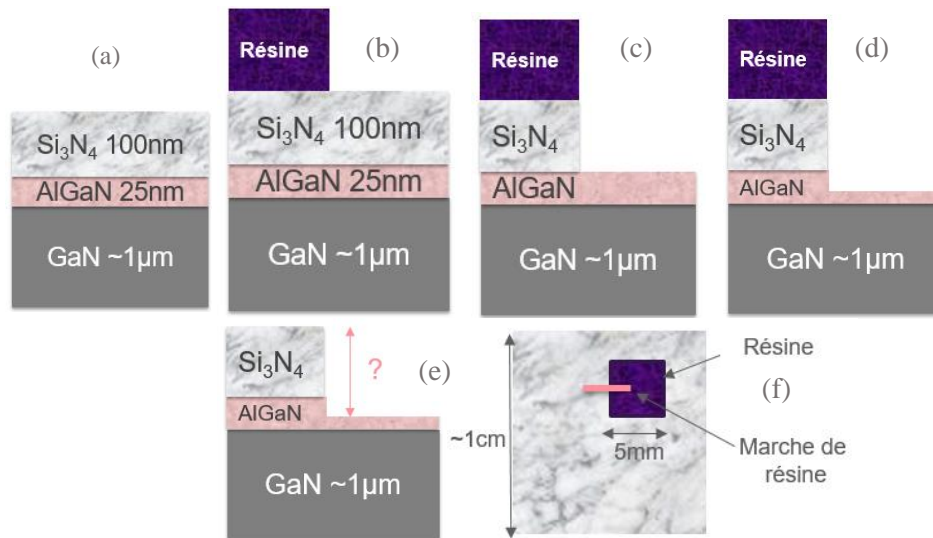 (a)
Si₃N₄ 100nm
AlGaN 25nm
GaN ~1µm
Résine
(b)
Si₃N₄ 100nm
AlGaN 25nm
GaN ~1µm
Résine
(c)
Si₃N₄
AlGaN
GaN ~1µm
Résine
(d)
Si₃N₄
AlGaN
GaN ~1µm
Si₃N₄
?
(e)
AlGaN
GaN ~1µm
~1cm
5mm
Résine
(f)
Marche de
résine